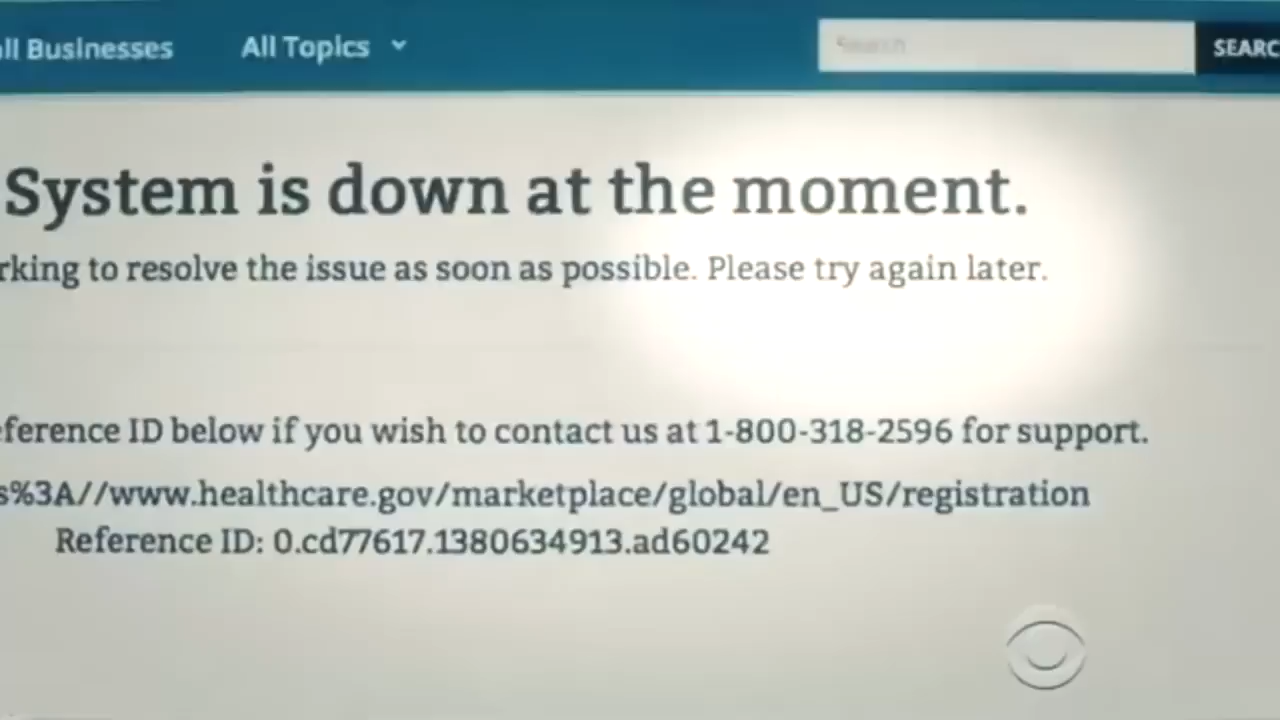 all Businesses All Topics Search SEARC
System is down at the moment.
rking to resolve the issue as soon as possible. Please try again later.
eference ID below if you wish to contact us at 1-800-318-2596 for support.
s%3A//www.healthcare.gov/marketplace/global/en_US/registration
Reference ID: 0.cd77617.1380634913.ad60242